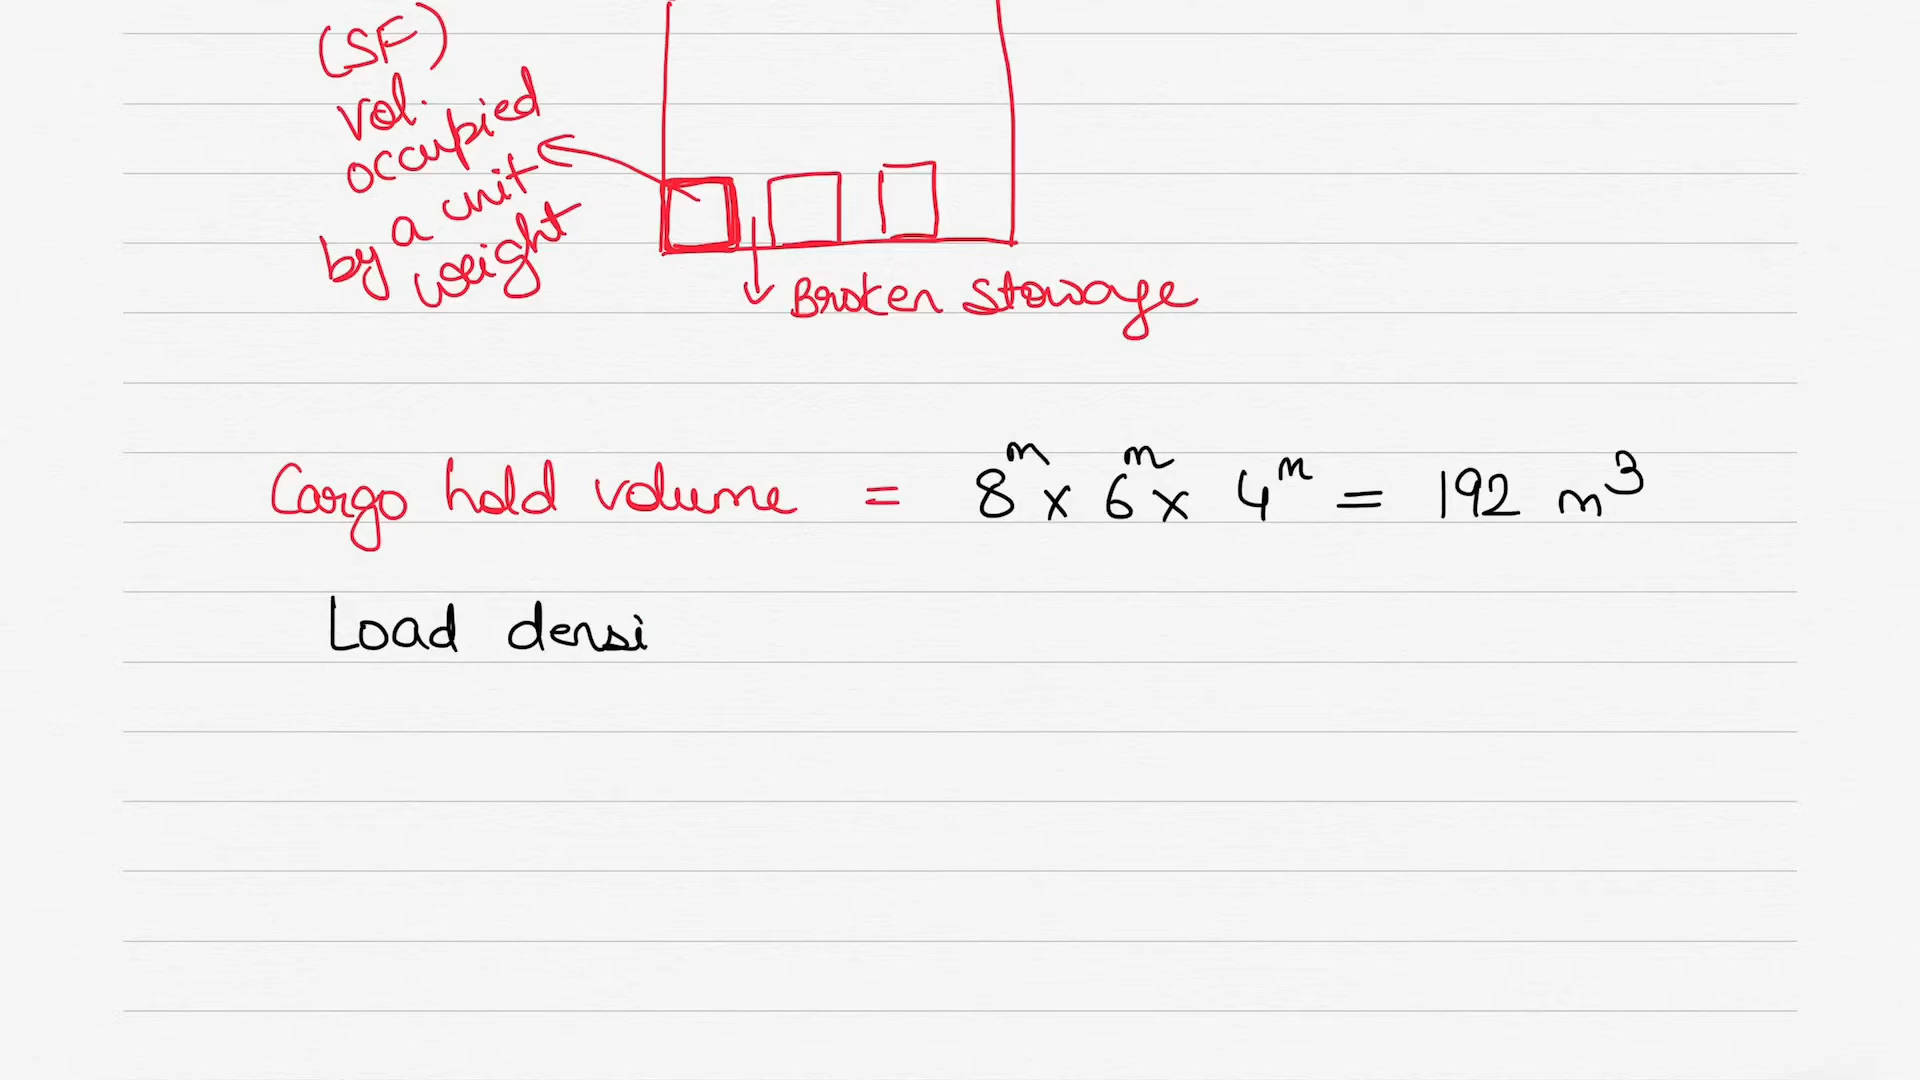 (SF)
vol.
occupied
by a unit
weight
Broken stowage
Cargo hold volume = 8ᵐ x 6ᵐ x 4ᵐ = 192 m³
Load densi